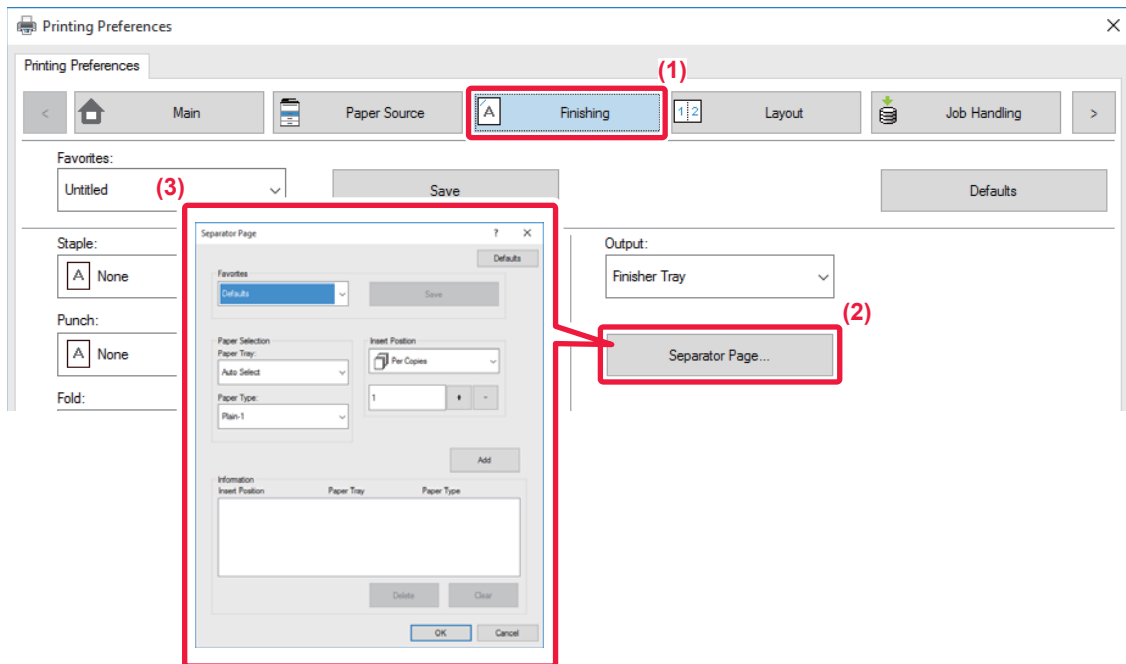 Printing Preferences
Printing Preferences
(1)
< Main Paper Source A Finishing 1 2 Layout Job Handling >
Favorites:
Untitled Save Defaults
(3)
Staple:
A None
Punch:
A None
Fold:
Separator Page ?
Defaults
Favorites
Defaults Save
Paper Selection
Paper Tray:
Auto Select
Paper Type:
Plain-1
Insert Position
Per Copies
1 + -
Add
Information
Insert Position Paper Tray Paper Type
Delete Clear
OK Cancel
Output:
Finisher Tray
(2)
Separator Page...